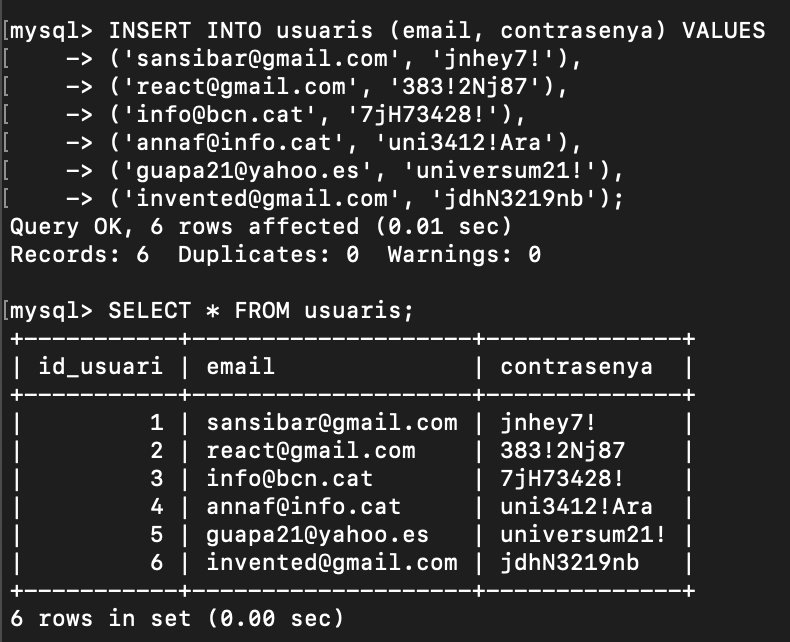 mysql> INSERT INTO usuaris (email, contrasenya) VALUES
    -> ('sansibar@gmail.com', 'jnhey7!'),
    -> ('react@gmail.com', '383!2Nj87'),
    -> ('info@bcn.cat', '7jH73428!'),
    -> ('annaf@info.cat', 'uni3412!Ara'),
    -> ('guapa21@yahoo.es', 'universum21!'),
    -> ('invented@gmail.com', 'jdhN3219nb');
Query OK, 6 rows affected (0.01 sec)
Records: 6  Duplicates: 0  Warnings: 0

mysql> SELECT * FROM usuaris;
+-----------+--------------------+--------------+
| id_usuari | email              | contrasenya  |
+-----------+--------------------+--------------+
|         1 | sansibar@gmail.com | jnhey7!      |
|         2 | react@gmail.com    | 383!2Nj87    |
|         3 | info@bcn.cat       | 7jH73428!    |
|         4 | annaf@info.cat     | uni3412!Ara  |
|         5 | guapa21@yahoo.es   | universum21! |
|         6 | invented@gmail.com | jdhN3219nb   |
+-----------+--------------------+--------------+
6 rows in set (0.00 sec)